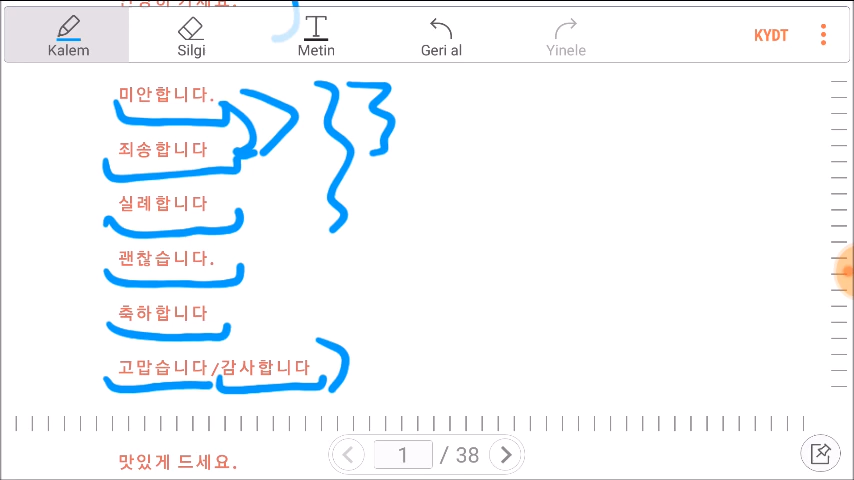 Kalem
Silgi
Metin
Geri al
Yinele
KYDT
미안합니다.
죄송합니다
실례합니다
괜찮습니다.
축하합니다
고맙습니다/감사합니다
1 / 38
맛있게 드세요.